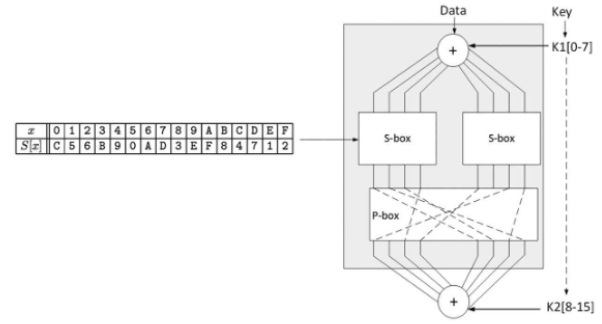 Data Key
+ K1[0-7]
x 0 1 2 3 4 5 6 7 8 9 A B C D E F
S[x] C 5 6 B 9 0 A D 3 E F 8 4 7 1 2
S-box S-box
P-box
+ K2[8-15]